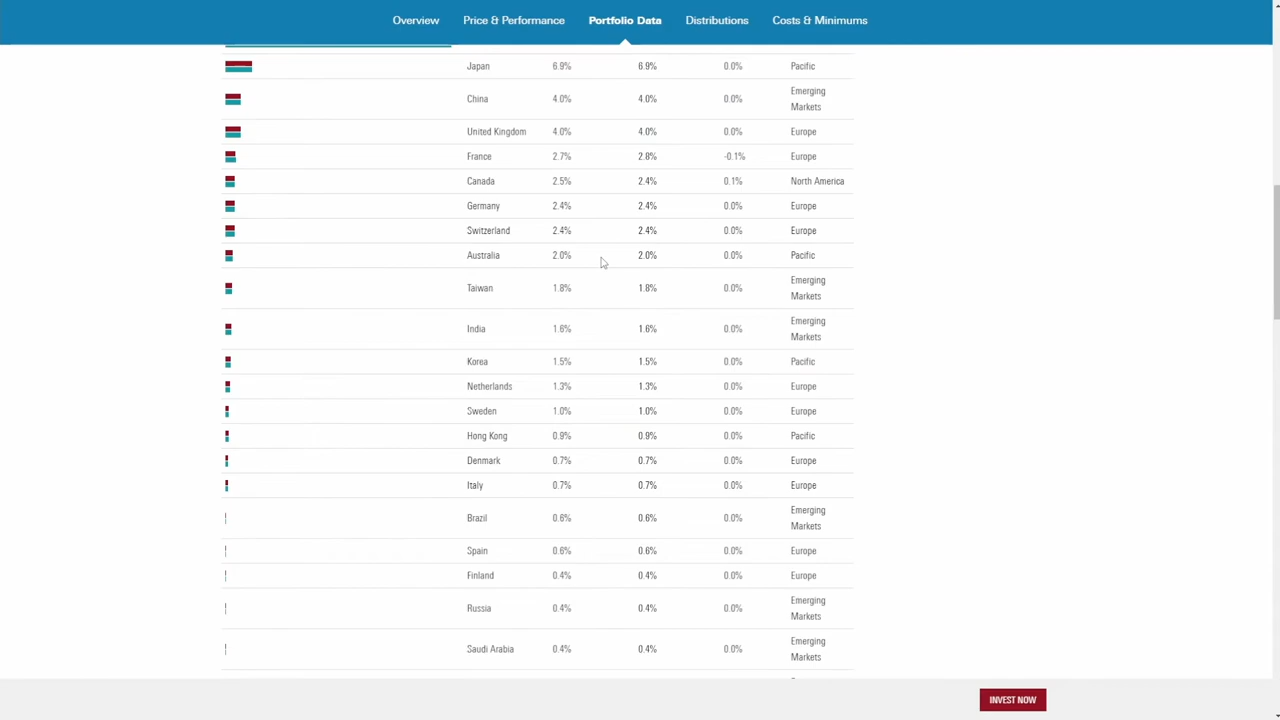 Overview Price & Performance Portfolio Data Distributions Costs & Minimums
Japan 6.9% 6.9% 0.0% Pacific
China 4.0% 4.0% 0.0% Emerging Markets
United Kingdom 4.0% 4.0% 0.0% Europe
France 2.7% 2.8% -0.1% Europe
Canada 2.5% 2.4% 0.1% North America
Germany 2.4% 2.4% 0.0% Europe
Switzerland 2.4% 2.4% 0.0% Europe
Australia 2.0% 2.0% 0.0% Pacific
Taiwan 1.8% 1.8% 0.0% Emerging Markets
India 1.6% 1.6% 0.0% Emerging Markets
Korea 1.5% 1.5% 0.0% Pacific
Netherlands 1.3% 1.3% 0.0% Europe
Sweden 1.0% 1.0% 0.0% Europe
Hong Kong 0.9% 0.9% 0.0% Pacific
Denmark 0.7% 0.7% 0.0% Europe
Italy 0.7% 0.7% 0.0% Europe
Brazil 0.6% 0.6% 0.0% Emerging Markets
Spain 0.6% 0.6% 0.0% Europe
Finland 0.4% 0.4% 0.0% Europe
Russia 0.4% 0.4% 0.0% Emerging Markets
Saudi Arabia 0.4% 0.4% 0.0% Emerging Markets
INVEST NOW